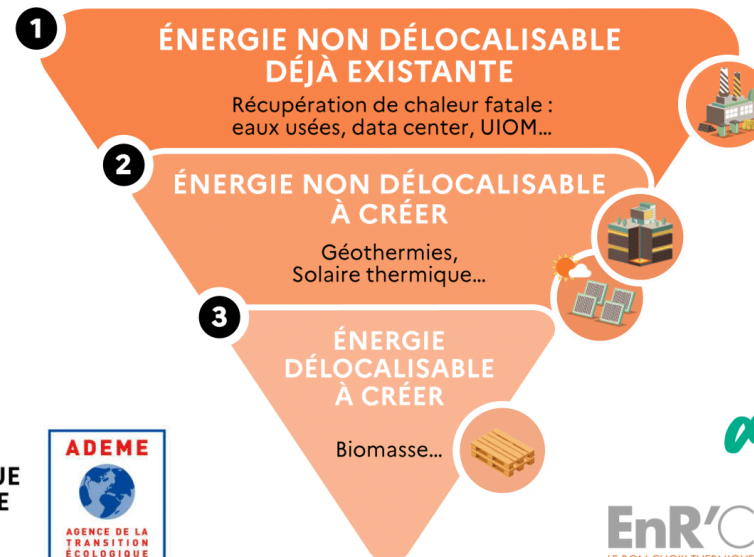 1
ÉNERGIE NON DÉLOCALISABLE
DÉJÀ EXISTANTE
Récupération de chaleur fatale :
eaux usées, data center, UIOM...
2
ÉNERGIE NON DÉLOCALISABLE
À CRÉER
Géothermies,
Solaire thermique...
3
ÉNERGIE
DÉLOCALISABLE
À CRÉER
Biomasse...
ADEME
AGENCE DE LA
TRANSITION
ÉCOLOGIQUE
EnR'